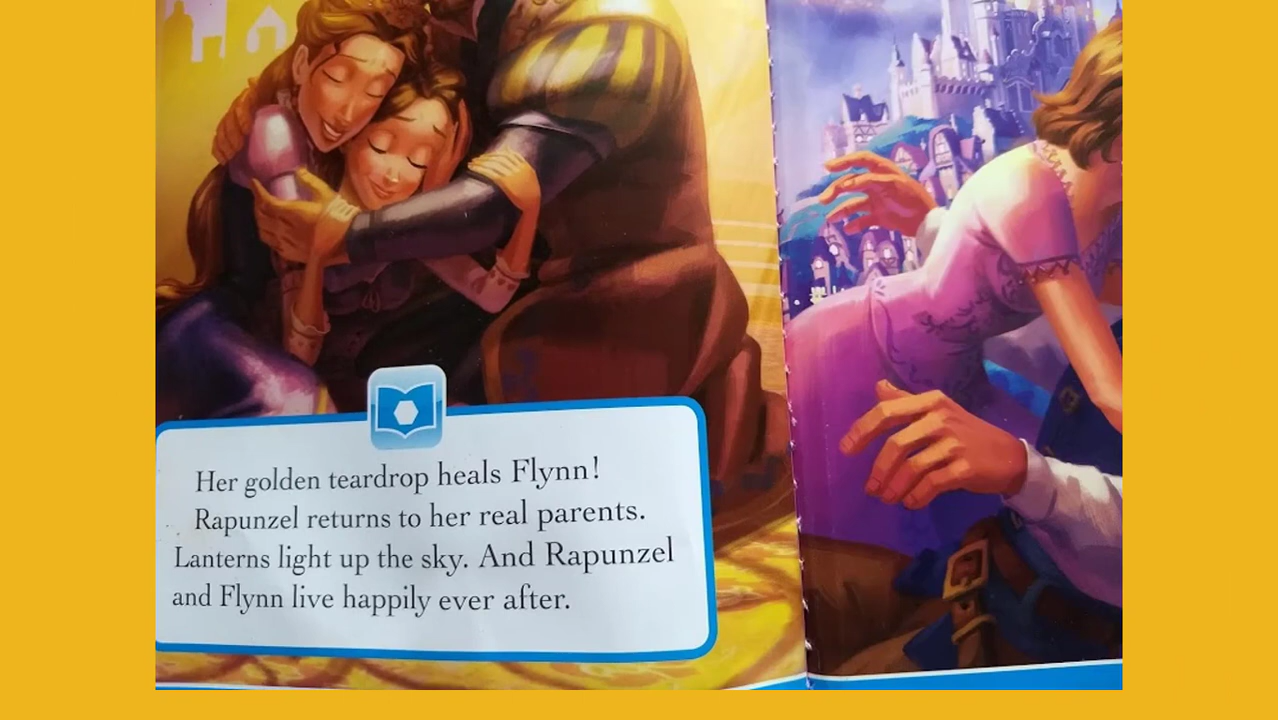 Her golden teardrop heals Flynn!
Rapunzel returns to her real parents.
Lanterns light up the sky. And Rapunzel
and Flynn live happily ever after.